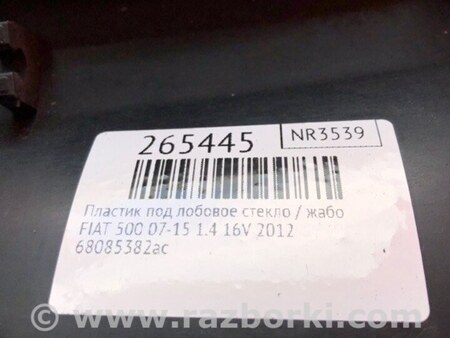 265445
NR3539
Пластик под лобовое стекло / жабо
FIAT 500 07-15 1.4 16V 2012
68085382ac
© www.razborki.com